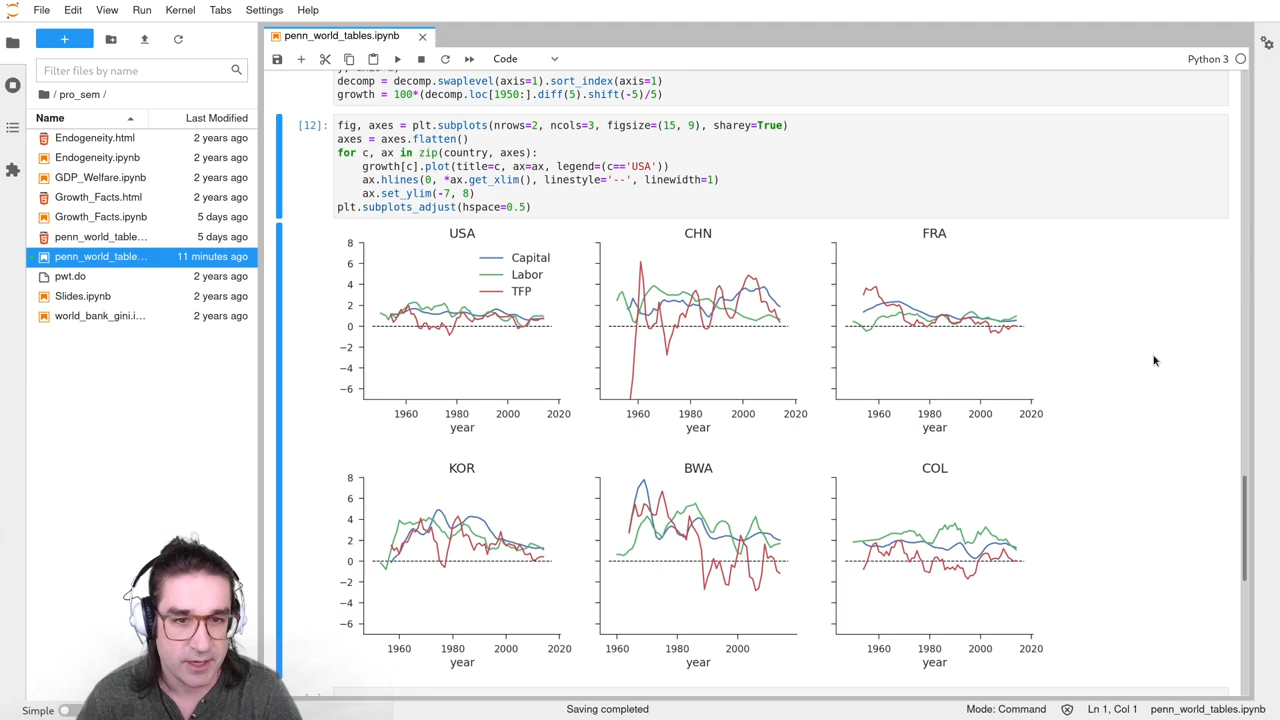 File Edit View Run Kernel Tabs Settings Help
penn_world_tables.ipynb
Filter files by name
Code
Python 3
/ pro_sem /
Name Last Modified
Endogeneity.html 2 years ago
Endogeneity.ipynb 2 years ago
GDP_Welfare.ipynb 2 years ago
Growth_Facts.html 2 years ago
Growth_Facts.ipynb 5 days ago
penn_world_table... 5 days ago
penn_world_table... 11 minutes ago
pwt.do 2 years ago
Slides.ipynb 2 years ago
world_bank_gini.i... 2 years ago
decomp = decomp.swaplevel(axis=1).sort_index(axis=1)
growth = 100*(decomp.loc[1950:].diff(5).shift(-5)/5)
[12]: fig, axes = plt.subplots(nrows=2, ncols=3, figsize=(15, 9), sharey=True)
axes = axes.flatten()
for c, ax in zip(country, axes):
growth[c].plot(title=c, ax=ax, legend=(c=='USA'))
ax.hlines(0, *ax.get_xlim(), linestyle='--', linewidth=1)
ax.set_ylim(-7, 8)
plt.subplots_adjust(hspace=0.5)
USA CHN FRA
8
6
4
2
0
−2
−4
−6
Capital
Labor
TFP
1960 1980 2000 2020 1960 1980 2000 2020 1960 1980 2000 2020
year year year
KOR BWA COL
8
6
4
2
0
−2
−4
−6
1960 1980 2000 2020 1960 1980 2000 1960 1980 2000 2020
year year year
Simple Saving completed Mode: Command Ln 1, Col 1 penn_world_tables.ipynb